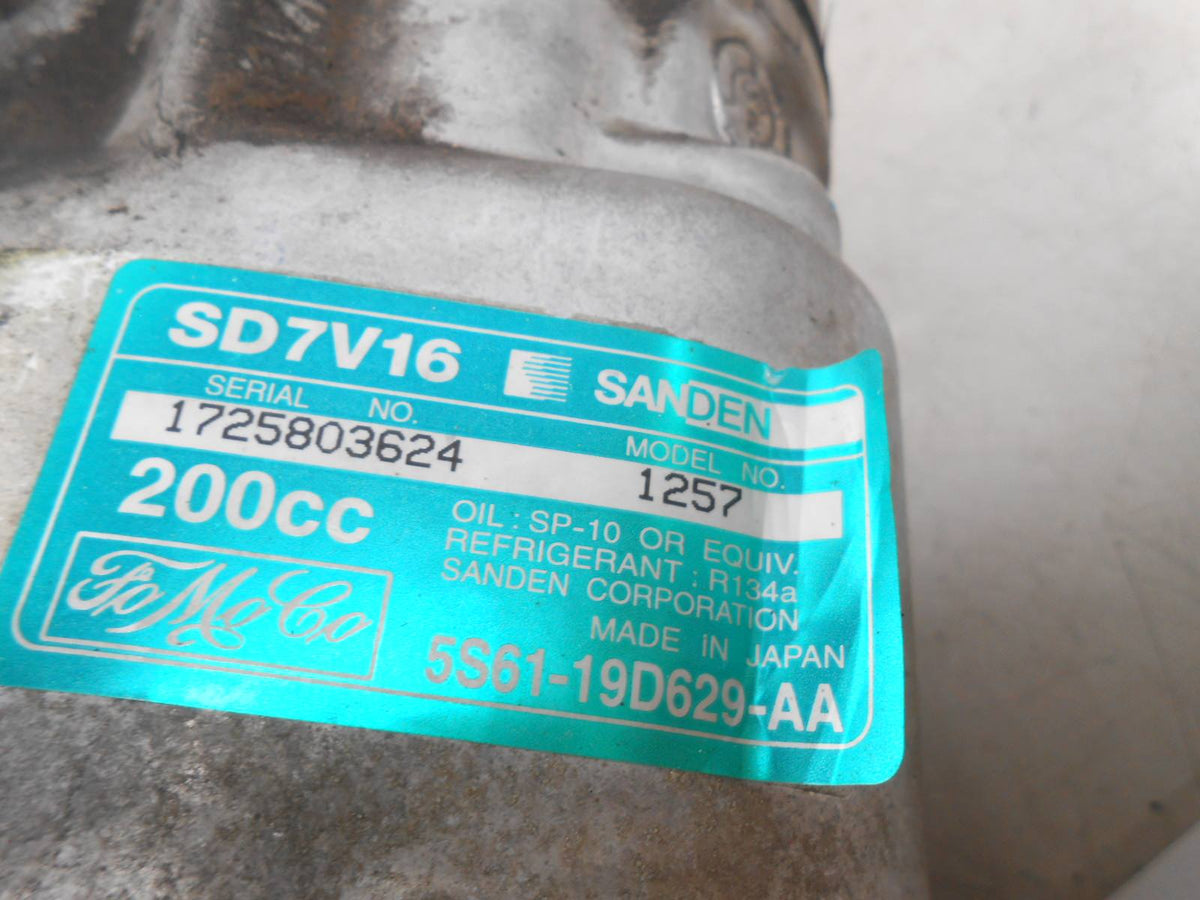 SD7V16 SANDEN
SERIAL NO. MODEL NO.
1725803624 1257
200cc
OIL : SP-10 OR EQUIV.
REFRIGERANT : R134a
SANDEN CORPORATION
MADE iN JAPAN
FoMoCo
5S61-19D629-AA